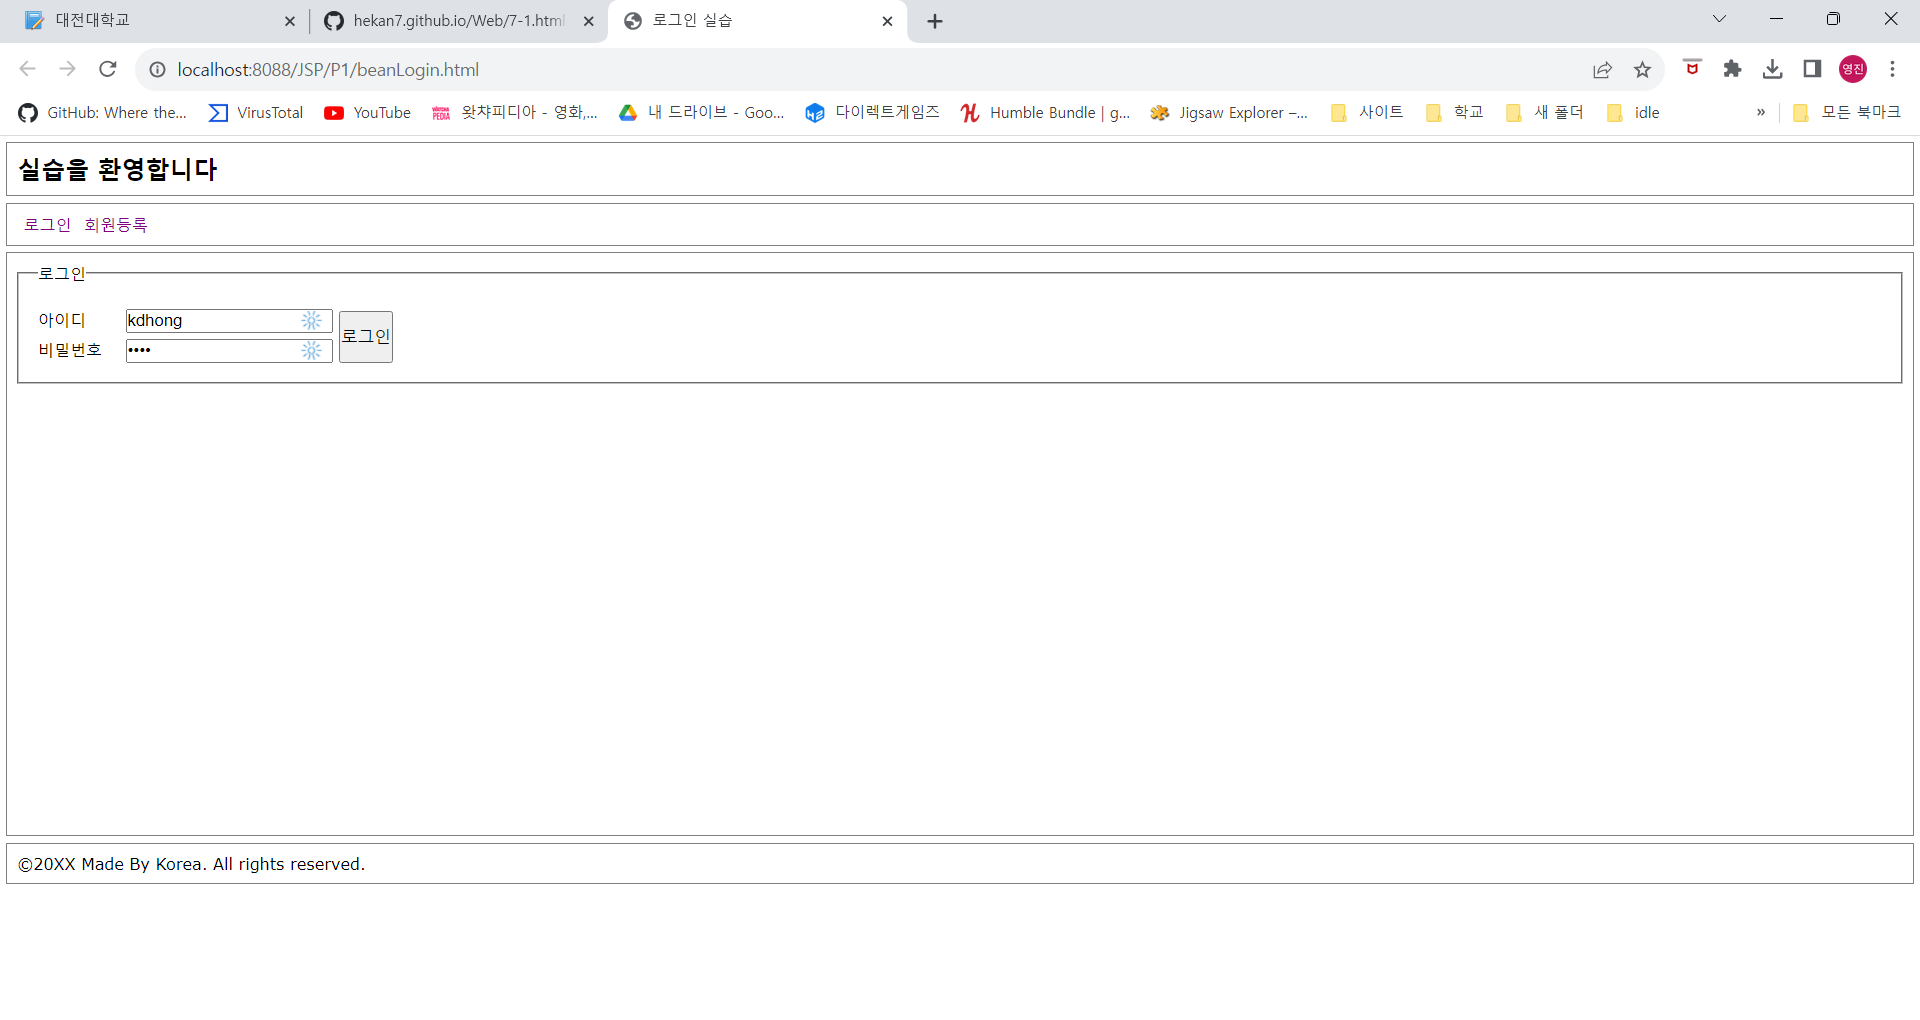 대전대학교
hekan7.github.io/Web/7-1.html
로그인 실습
localhost:8088/JSP/P1/beanLogin.html
영진
GitHub: Where the...
VirusTotal
YouTube
WATCHA PEDIA
왓챠피디아 - 영화,...
내 드라이브 - Goo...
다이렉트게임즈
Humble Bundle | g...
Jigsaw Explorer –...
사이트
학교
새 폴더
idle
»
모든 북마크
실습을 환영합니다
로그인 회원등록
로그인
아이디 kdhong
비밀번호 ••••
로그인
©20XX Made By Korea. All rights reserved.